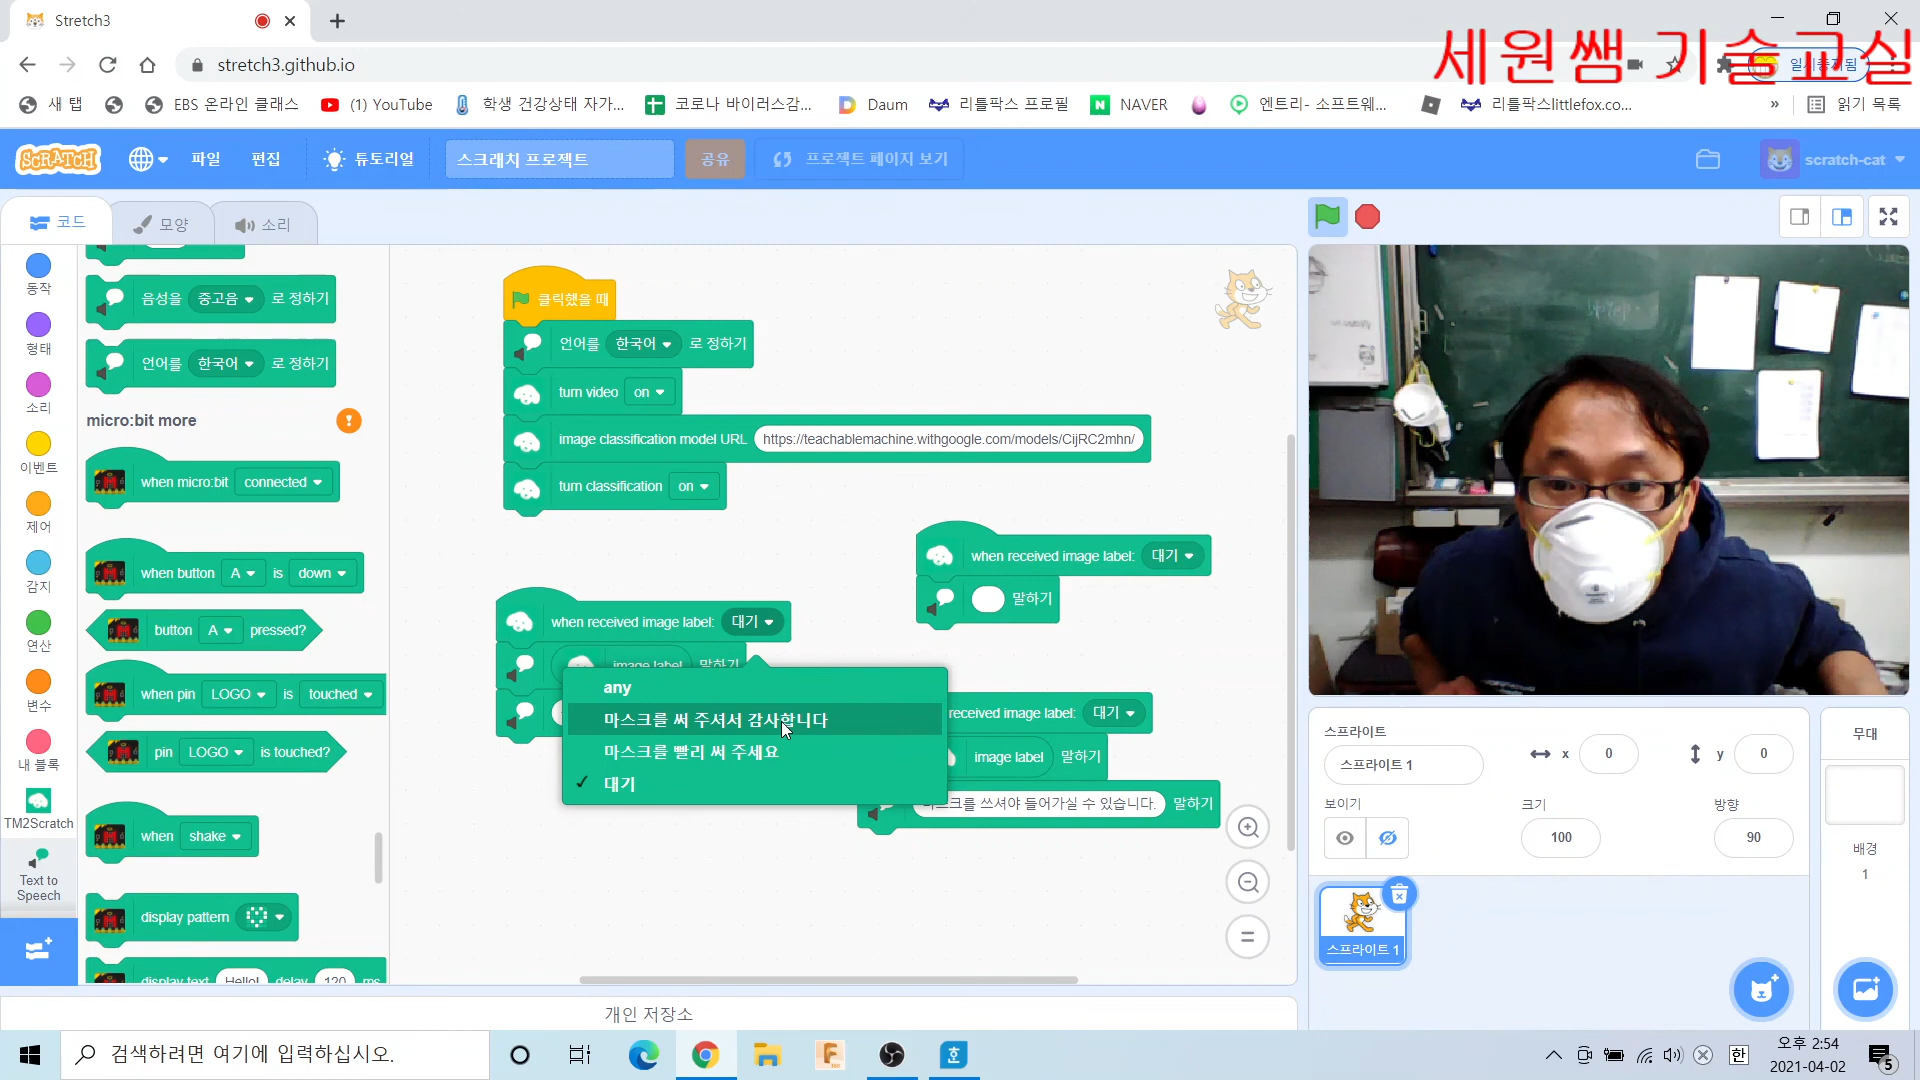 Stretch3
세원쌤 기술교실
stretch3.github.io
새 탭
EBS 온라인 클래스
(1) YouTube
학생 건강상태 자가...
코로나 바이러스감...
Daum
리틀팍스 프로필
NAVER
엔트리- 소프트웨...
리틀팍스littlefox.co...
»
읽기 목록
SCRATCH
파일
편집
튜토리얼
스크래치 프로젝트
공유
프로젝트 페이지 보기
scratch-cat
코드
모양
소리
동작
형태
소리
이벤트
제어
감지
연산
변수
내 블록
TM2Scratch
Text to
Speech
음성을 중고음 로 정하기
언어를 한국어 로 정하기
micro:bit more
when micro:bit connected
when button A is down
button A pressed?
when pin LOGO is touched
pin LOGO is touched?
when shake
display pattern
display text Hello! delay 120 ms
클릭했을 때
언어를 한국어 로 정하기
turn video on
image classification model URL https://teachablemachine.withgoogle.com/models/CijRC2mhn/
turn classification on
when received image label: 대기
말하기
when received image label: 대기
image label 말하기
any
마스크를 써 주셔서 감사합니다
마스크를 빨리 써 주세요
✓ 대기
received image label: 대기
image label 말하기
마스크를 쓰셔야 들어가실 수 있습니다. 말하기
개인 저장소
스프라이트
스프라이트 1
x 0
y 0
보이기
크기
100
방향
90
스프라이트 1
무대
배경
1
검색하려면 여기에 입력하십시오.
한
오후 2:54
2021-04-02
5